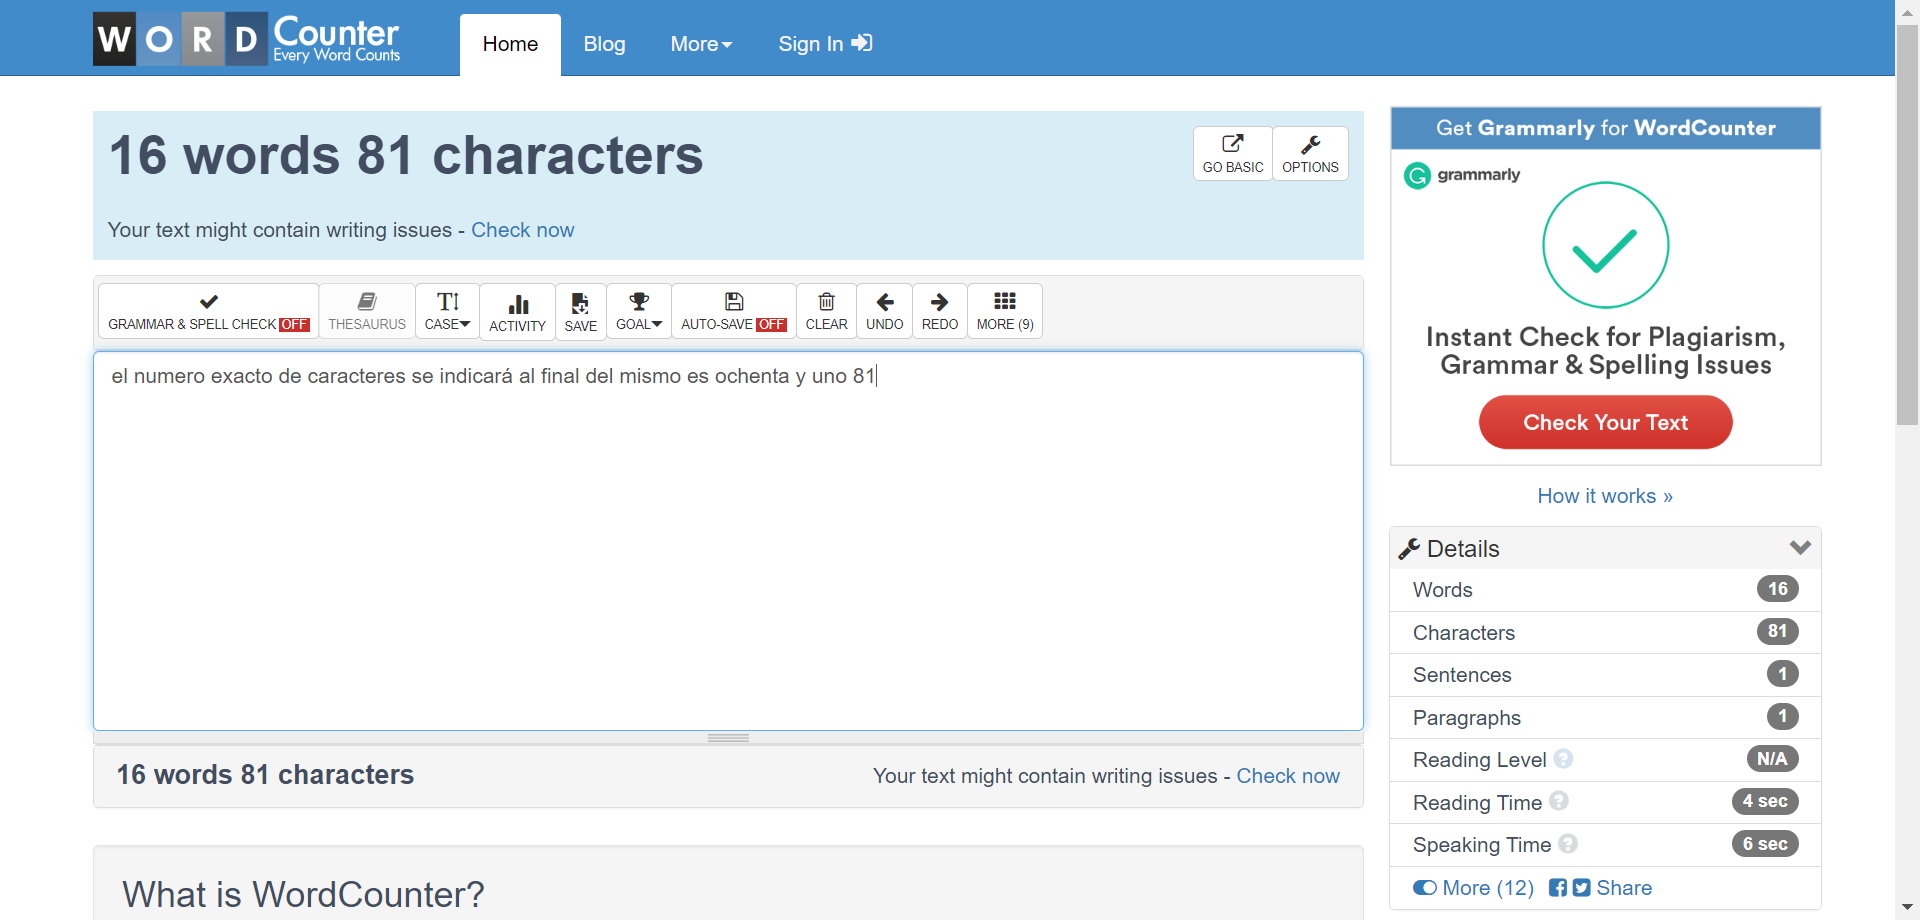 WORD Counter
Every Word Counts
Home
Blog
More
Sign In
16 words 81 characters
GO BASIC
OPTIONS
Your text might contain writing issues - Check now
GRAMMAR & SPELL CHECK OFF
THESAURUS
CASE
ACTIVITY
SAVE
GOAL
AUTO-SAVE OFF
CLEAR
UNDO
REDO
MORE (9)
el numero exacto de caracteres se indicará al final del mismo es ochenta y uno 81
16 words 81 characters
Your text might contain writing issues - Check now
What is WordCounter?
Get Grammarly for WordCounter
grammarly
Instant Check for Plagiarism,
Grammar & Spelling Issues
Check Your Text
How it works »
Details
Words 16
Characters 81
Sentences 1
Paragraphs 1
Reading Level ? N/A
Reading Time ? 4 sec
Speaking Time ? 6 sec
More (12) Share